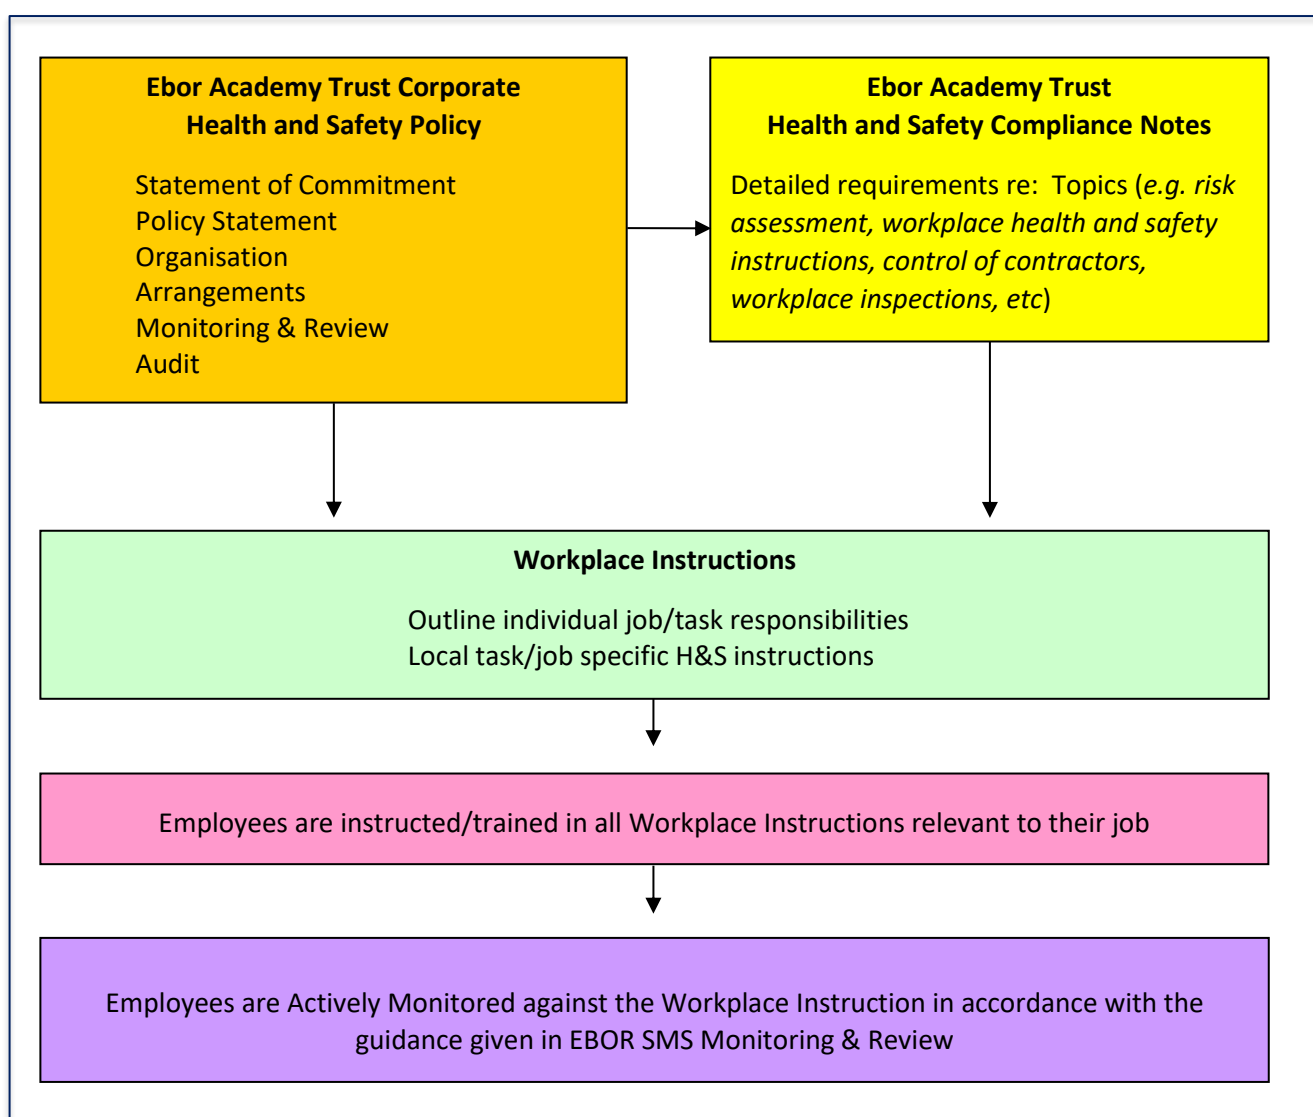 Ebor Academy Trust Corporate
Health and Safety Policy
Statement of Commitment
Policy Statement
Organisation
Arrangements
Monitoring & Review
Audit
Ebor Academy Trust
Health and Safety Compliance Notes
Detailed requirements re:  Topics (e.g. risk
assessment, workplace health and safety
instructions, control of contractors,
workplace inspections, etc)
Workplace Instructions
Outline individual job/task responsibilities
Local task/job specific H&S instructions
Employees are instructed/trained in all Workplace Instructions relevant to their job
Employees are Actively Monitored against the Workplace Instruction in accordance with the
guidance given in EBOR SMS Monitoring & Review